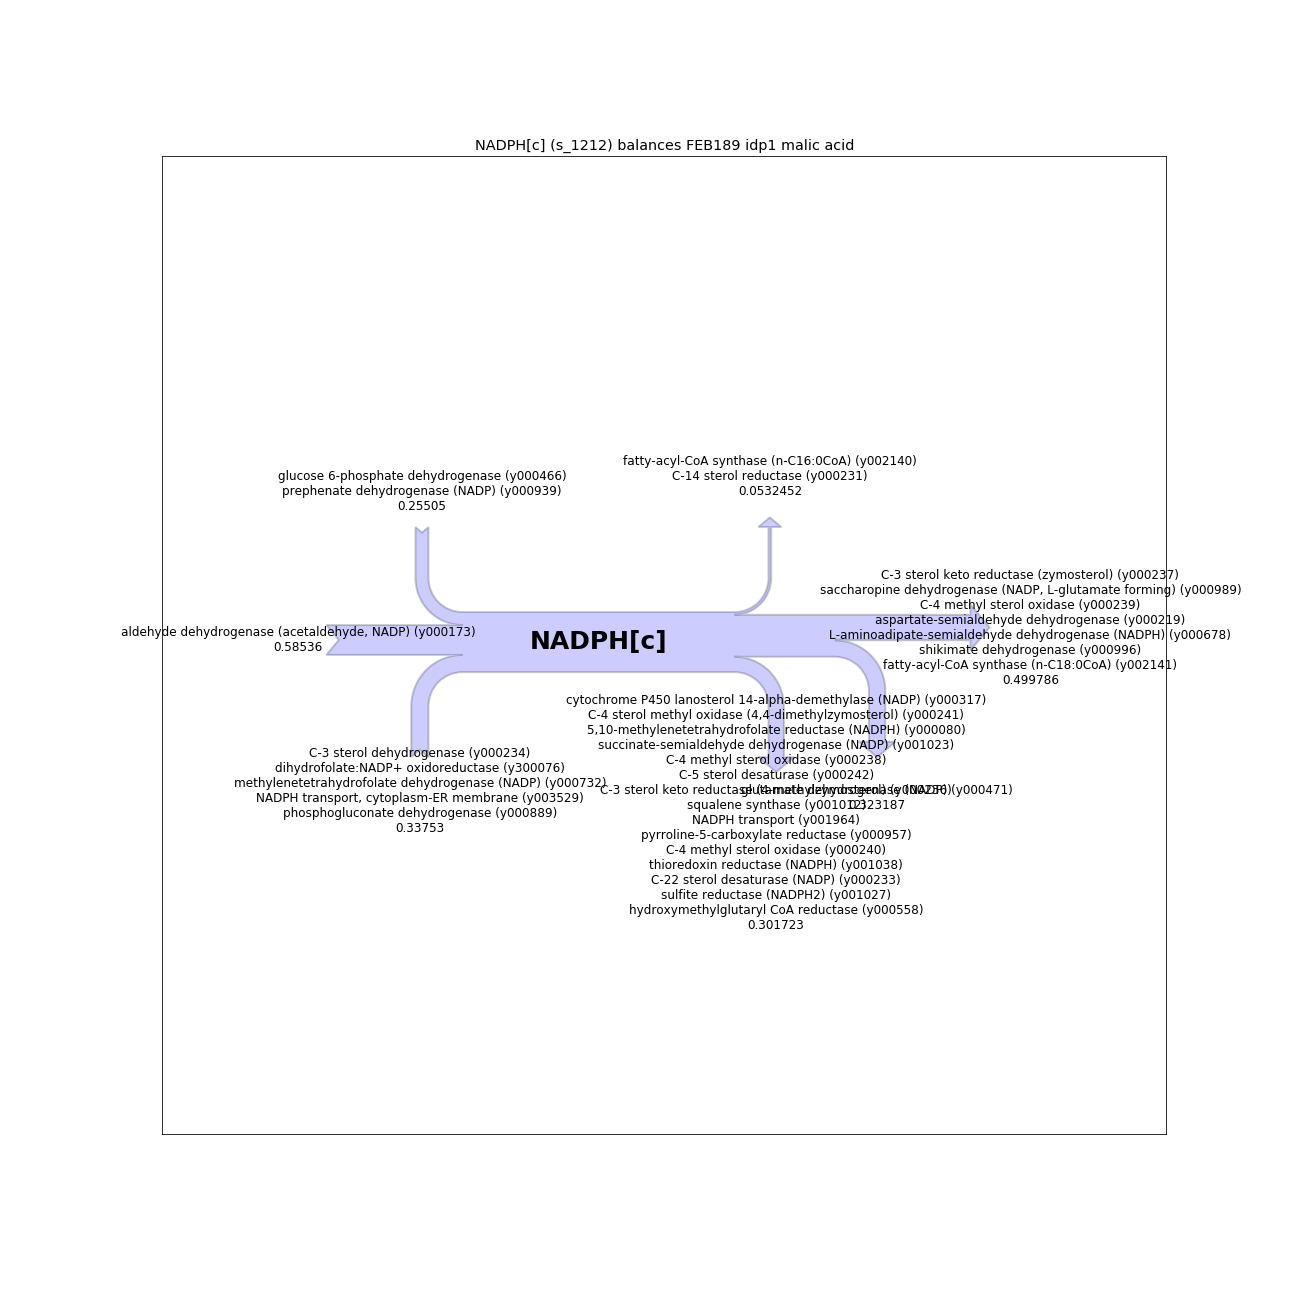 NADPH[c] (s_1212) balances FEB189 idp1 malic acid
glucose 6-phosphate dehydrogenase (y000466)
prephenate dehydrogenase (NADP) (y000939)
0.25505
fatty-acyl-CoA synthase (n-C16:0CoA) (y002140)
C-14 sterol reductase (y000231)
0.0532452
aldehyde dehydrogenase (acetaldehyde, NADP) (y000173)
0.58536
NADPH[c]
C-3 sterol keto reductase (zymosterol) (y000237)
saccharopine dehydrogenase (NADP, L-glutamate forming) (y000989)
C-4 methyl sterol oxidase (y000239)
aspartate-semialdehyde dehydrogenase (y000219)
L-aminoadipate-semialdehyde dehydrogenase (NADPH) (y000678)
shikimate dehydrogenase (y000996)
fatty-acyl-CoA synthase (n-C18:0CoA) (y002141)
0.499786
C-3 sterol dehydrogenase (y000234)
dihydrofolate:NADP+ oxidoreductase (y300076)
methylenetetrahydrofolate dehydrogenase (NADP) (y000732)
NADPH transport, cytoplasm-ER membrane (y003529)
phosphogluconate dehydrogenase (y000889)
0.33753
cytochrome P450 lanosterol 14-alpha-demethylase (NADP) (y000317)
C-4 sterol methyl oxidase (4,4-dimethylzymosterol) (y000241)
5,10-methylenetetrahydrofolate reductase (NADPH) (y000080)
succinate-semialdehyde dehydrogenase (NADP) (y001023)
C-4 methyl sterol oxidase (y000238)
C-5 sterol desaturase (y000242)
C-3 sterol keto reductase (4-methylzymosterol) (y000236)
squalene synthase (y001012)
NADPH transport (y001964)
pyrroline-5-carboxylate reductase (y000957)
C-4 methyl sterol oxidase (y000240)
thioredoxin reductase (NADPH) (y001038)
C-22 sterol desaturase (NADP) (y000233)
sulfite reductase (NADPH2) (y001027)
hydroxymethylglutaryl CoA reductase (y000558)
0.301723
glutamate dehydrogenase (NADP) (y000471)
0.323187